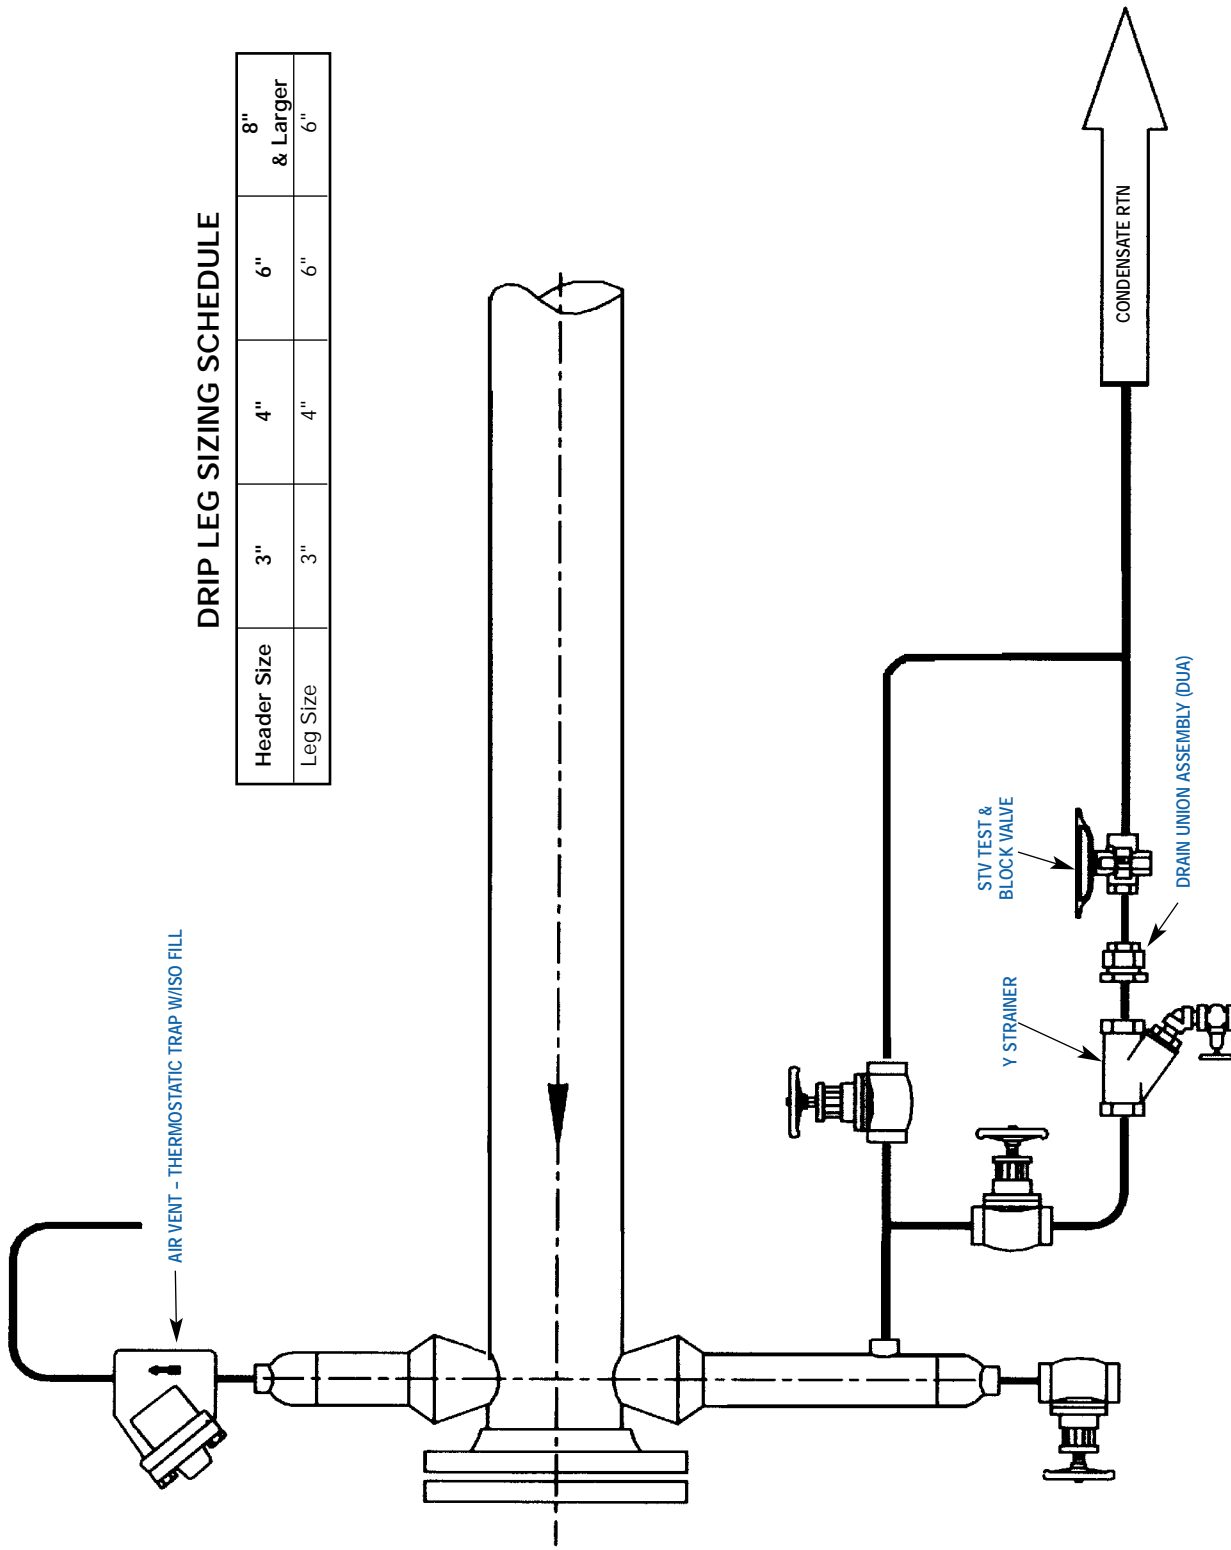 DRIP LEG SIZING SCHEDULE
Header Size 3" 4" 6" 8" & Larger
Leg Size 3" 4" 6" 6"
AIR VENT – THERMOSTATIC TRAP W/ISO FILL
STV TEST &
BLOCK VALVE
Y STRAINER
DRAIN UNION ASSEMBLY (DUA)
CONDENSATE RTN